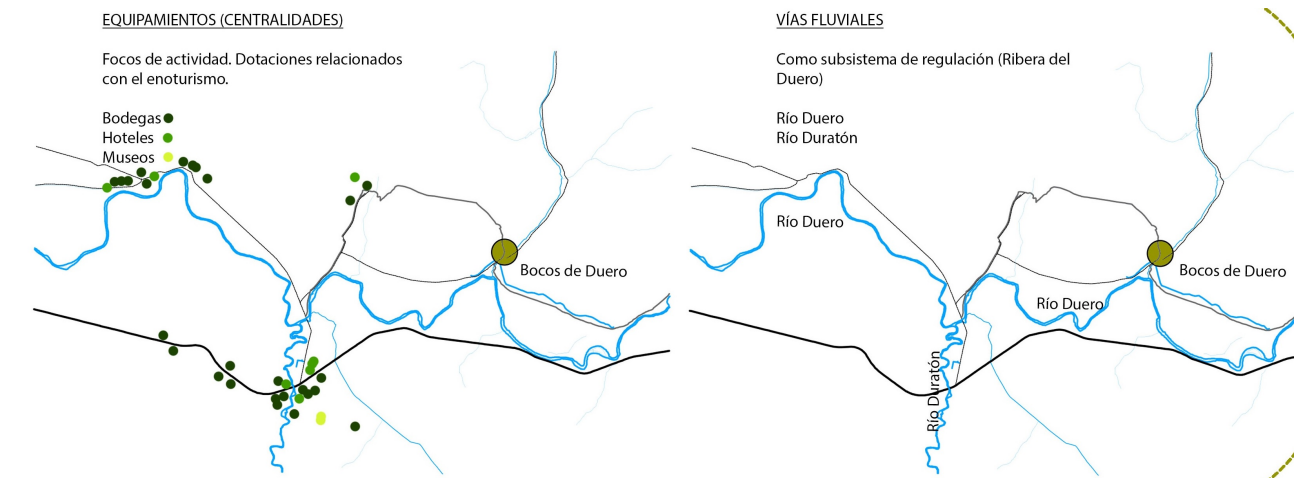 EQUIPAMIENTOS (CENTRALIDADES)
Focos de actividad. Dotaciones relacionados
con el enoturismo.
Bodegas
Hoteles
Museos
Bocos de Duero
VÍAS FLUVIALES
Como subsistema de regulación (Ribera del
Duero)
Río Duero
Río Duratón
Río Duero
Bocos de Duero
Río Duero
Río Duratón